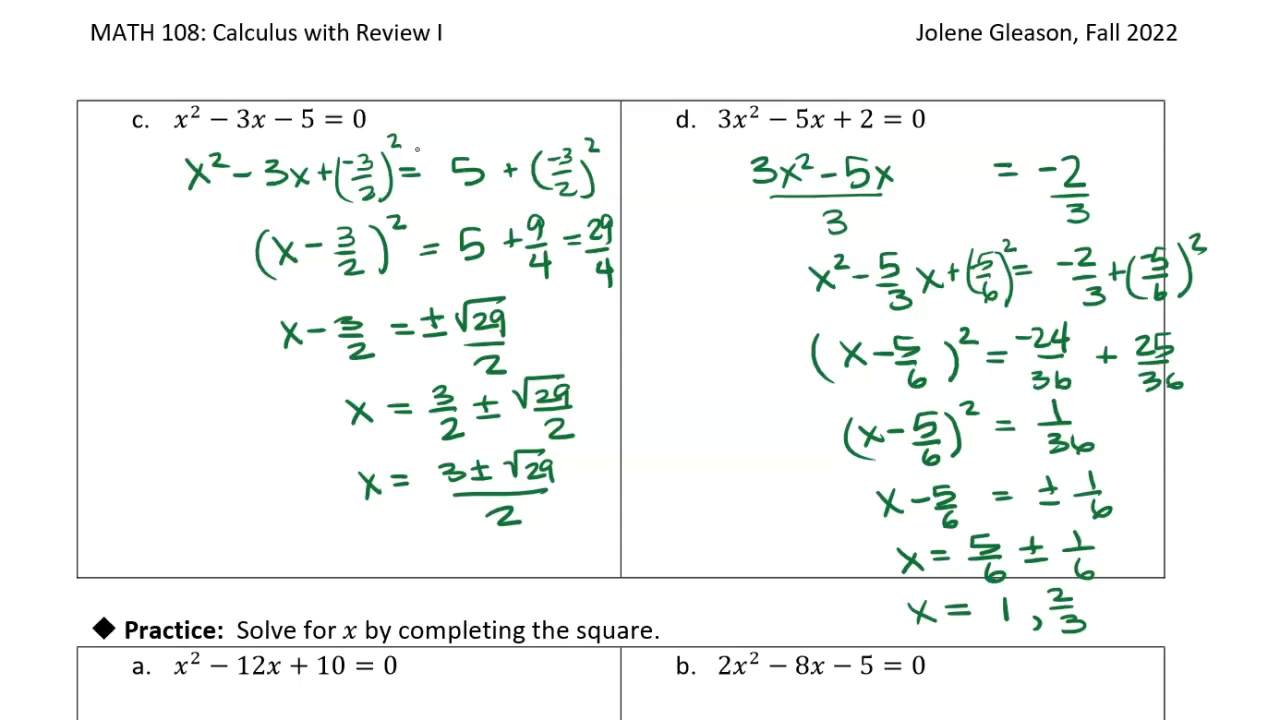 MATH 108: Calculus with Review I
Jolene Gleason, Fall 2022
c. x² − 3x − 5 = 0
x² − 3x + (−3/2)² = 5 + (−3/2)²
(x − 3/2)² = 5 + 9/4 = 29/4
x − 3/2 = ± √29/2
x = 3/2 ± √29/2
x = (3 ± √29)/2
d. 3x² − 5x + 2 = 0
(3x² − 5x)/3 = −2/3
x² − 5/3 x + (−5/6)² = −2/3 + (−5/6)²
(x − 5/6)² = −24/36 + 25/36
(x − 5/6)² = 1/36
x − 5/6 = ± 1/6
x = 5/6 ± 1/6
x = 1, 2/3
◆ Practice: Solve for x by completing the square.
a. x² − 12x + 10 = 0
b. 2x² − 8x − 5 = 0